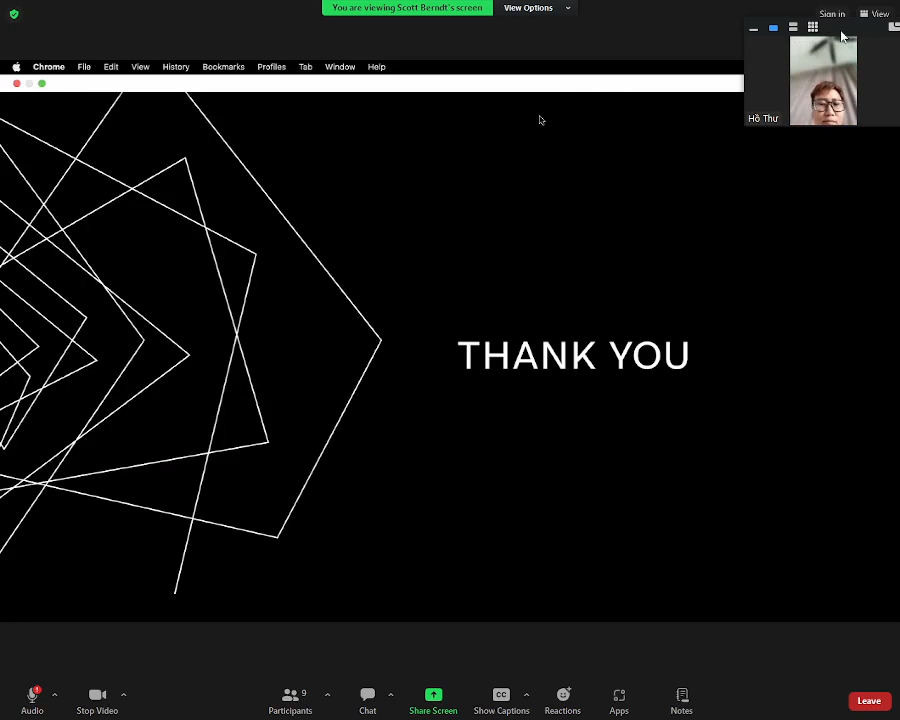 You are viewing Scott Berndt's screen
View Options
Sign in
View
Chrome File Edit View History Bookmarks Profiles Tab Window Help
Hồ Thư
THANK YOU
Audio
Stop Video
Participants
9
Chat
Share Screen
CC
Show Captions
Reactions
Apps
Notes
Leave